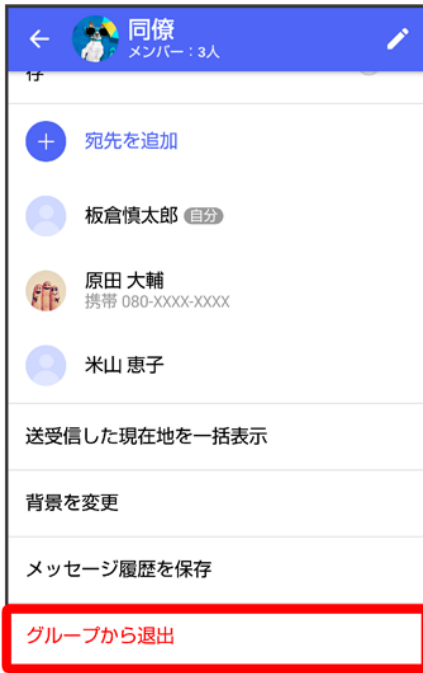 同僚
メンバー：3人
存
宛先を追加
板倉慎太郎 自分
原田 大輔
携帯 080-XXXX-XXXX
米山 恵子
送受信した現在地を一括表示
背景を変更
メッセージ履歴を保存
グループから退出